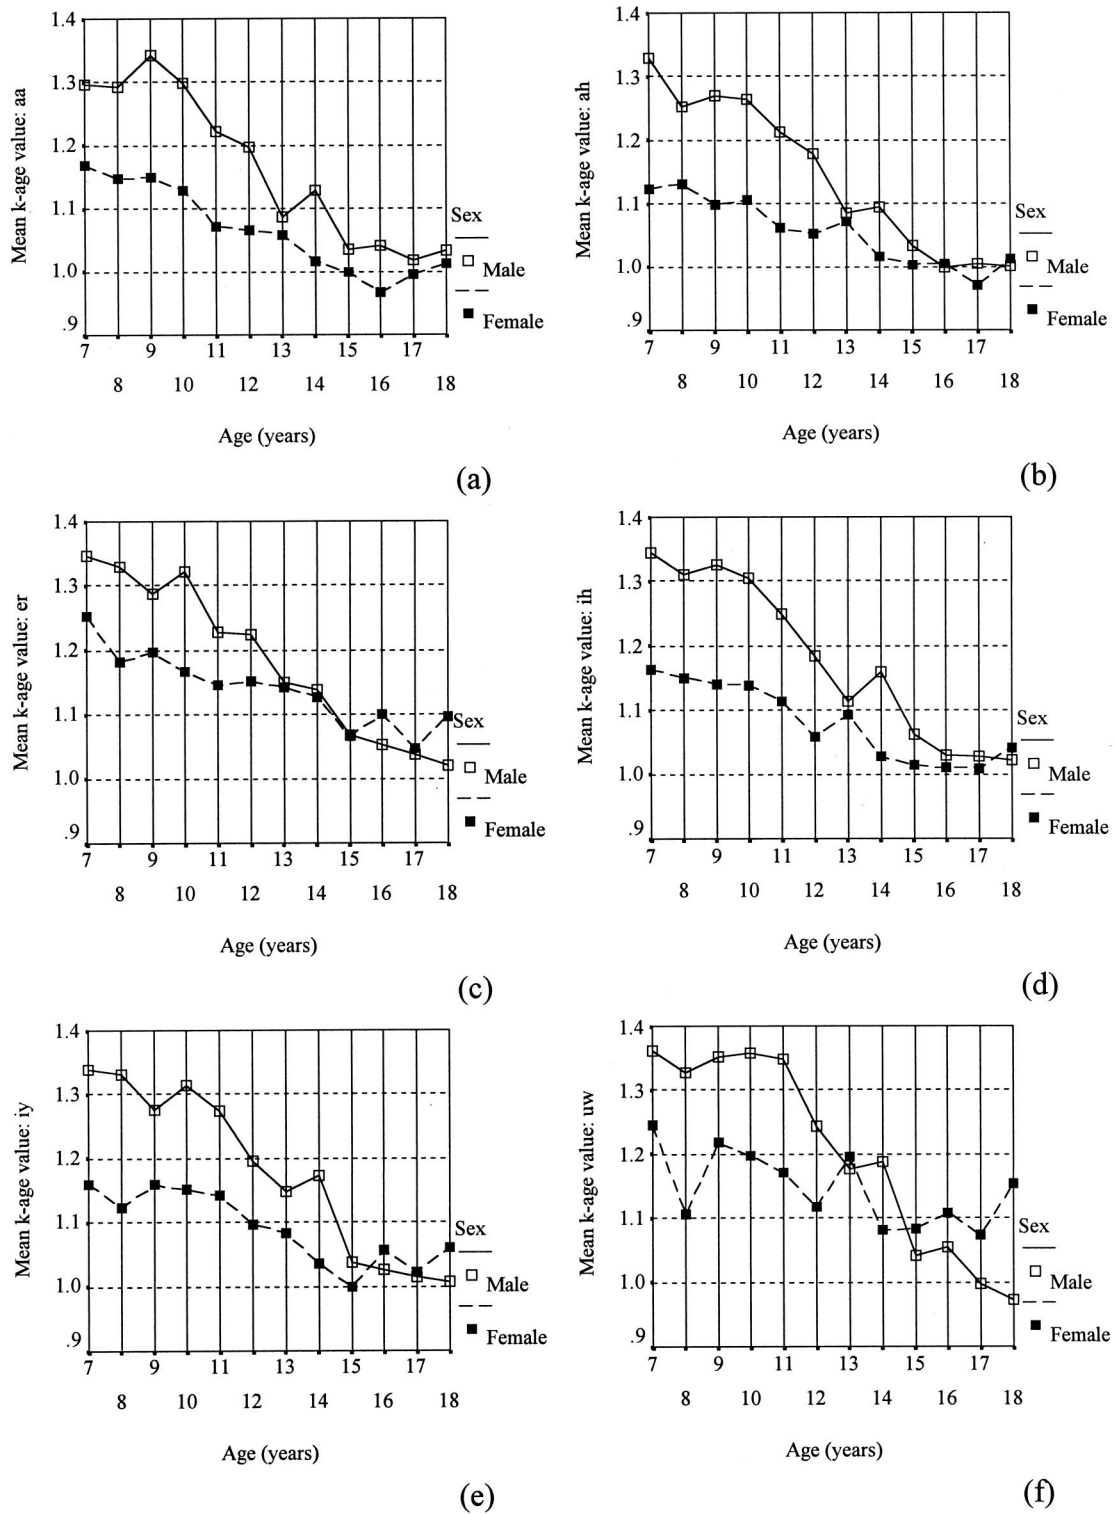 1.4
1.3
1.2
1.1
1.0
.9
Mean k-age value: aa
7 9 11 13 15 17
8 10 12 14 16 18
Age (years)
Sex
Male
Female
(a)
1.4
1.3
1.2
1.1
1.0
.9
Mean k-age value: ah
7 9 11 13 15 17
8 10 12 14 16 18
Age (years)
Sex
Male
Female
(b)
1.4
1.3
1.2
1.1
1.0
.9
Mean k-age value: er
7 9 11 13 15 17
8 10 12 14 16 18
Age (years)
Sex
Male
Female
(c)
1.4
1.3
1.2
1.1
1.0
.9
Mean k-age value: ih
7 9 11 13 15 17
8 10 12 14 16 18
Age (years)
Sex
Male
Female
(d)
1.4
1.3
1.2
1.1
1.0
.9
Mean k-age value: iy
7 9 11 13 15 17
8 10 12 14 16 18
Age (years)
Sex
Male
Female
(e)
1.4
1.3
1.2
1.1
1.0
.9
Mean k-age value: uw
7 9 11 13 15 17
8 10 12 14 16 18
Age (years)
Sex
Male
Female
(f)